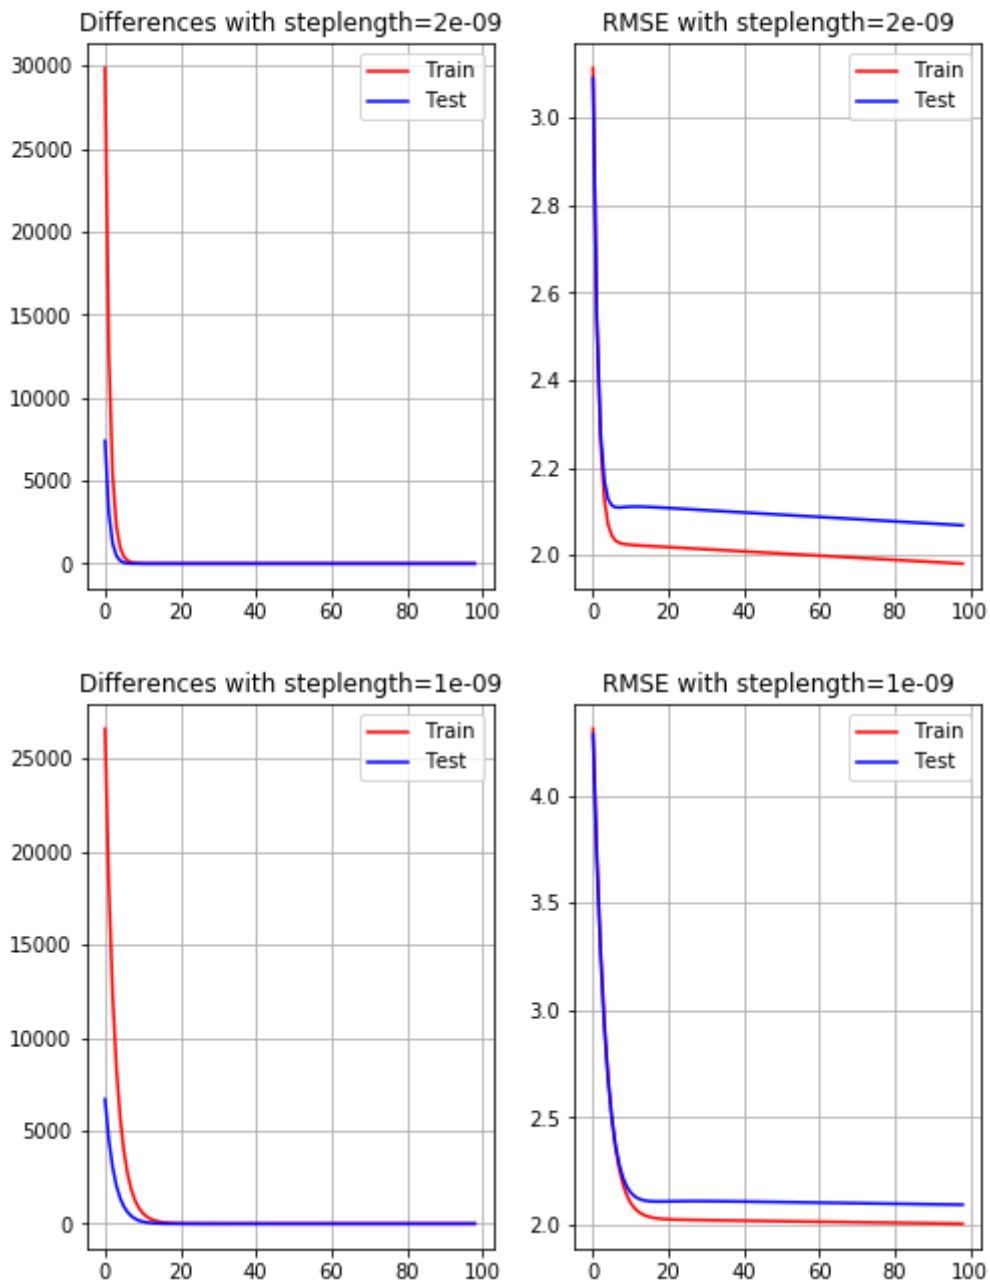 Differences with steplength=2e-09
30000
25000
20000
15000
10000
5000
0
0 20 40 60 80 100
Train
Test
RMSE with steplength=2e-09
3.0
2.8
2.6
2.4
2.2
2.0
0 20 40 60 80 100
Train
Test
Differences with steplength=1e-09
25000
20000
15000
10000
5000
0
0 20 40 60 80 100
Train
Test
RMSE with steplength=1e-09
4.0
3.5
3.0
2.5
2.0
0 20 40 60 80 100
Train
Test